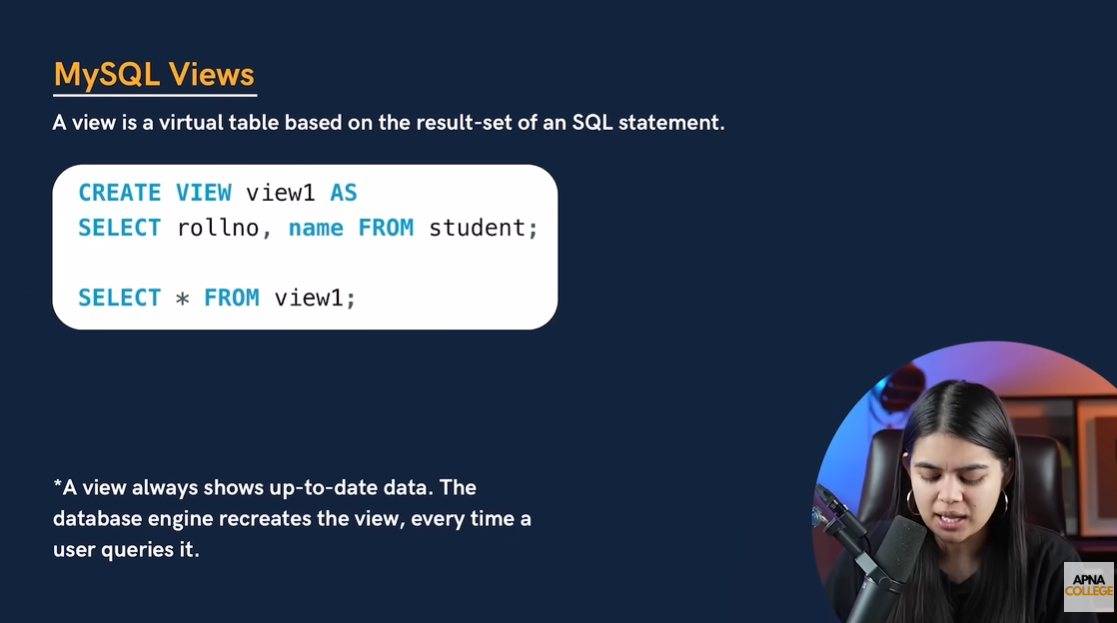 MySQL Views
A view is a virtual table based on the result-set of an SQL statement.
CREATE VIEW view1 AS
SELECT rollno, name FROM student;
SELECT * FROM view1;
*A view always shows up-to-date data. The
database engine recreates the view, every time a
user queries it.
APNA
COLLEGE